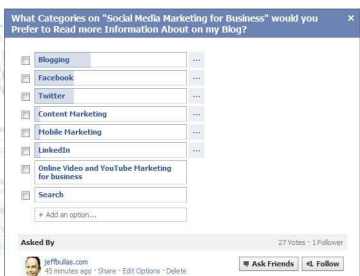 What Categories on "Social Media Marketing for Business" would you
Prefer to Read more Information About on my Blog?
×
Blogging
...
Facebook
...
Twitter
...
Content Marketing
...
Mobile Marketing
...
LinkedIn
...
Online Video and YouTube Marketing
for business
Search
+ Add an option...
Asked By
27 Votes · 1 Follower
jeffbullas.com
45 minutes ago · Share · Edit Options · Delete
Ask Friends
Follow